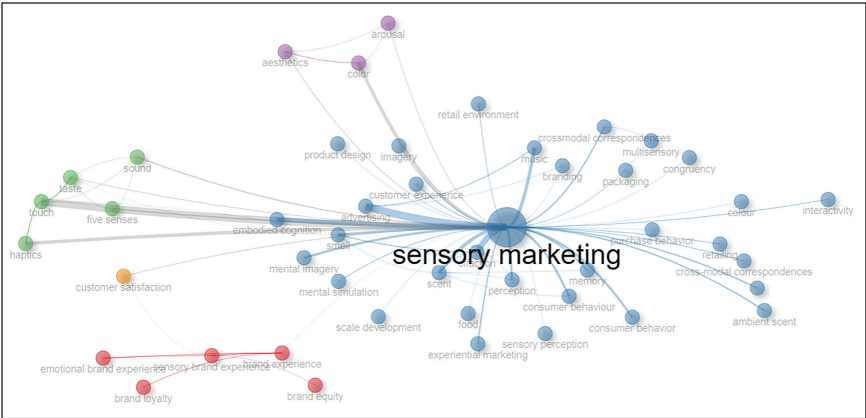 arousal
aesthetics
color
retail environment
crossmodal correspondences
product design
imagery
music
multisensory
sound
branding
congruency
taste
packaging
customer experience
touch
five senses
advertising
colour
interactivity
embodied cognition
haptics
smell
purchase behavior
sensory marketing
retailing
mental imagery
cross-modal correspondences
customer satisfaction
scent
perception
memory
mental simulation
consumer behaviour
scale development
food
consumer behavior
ambient scent
experiential marketing
sensory perception
emotional brand experience
sensory brand experience
brand experience
brand loyalty
brand equity